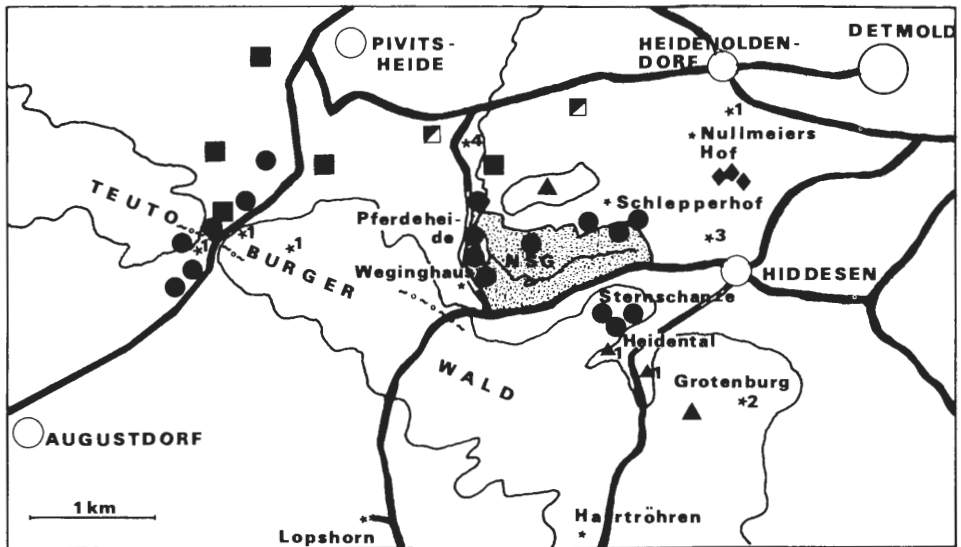 PIVITS-
HEIDE
HEIDENOLDEN-
DORF
DETMOLD
1
Nullmeiers
Hof
4
TEUTO
BURGER
WALD
1
1
1
Pferdehei-
de
Schlepperhof
3
NSG
Weginghaus
HIDDESEN
Sternschanze
Heidental
1
1
Grotenburg
2
AUGUSTDORF
1 km
Lopshorn
Hartröhren